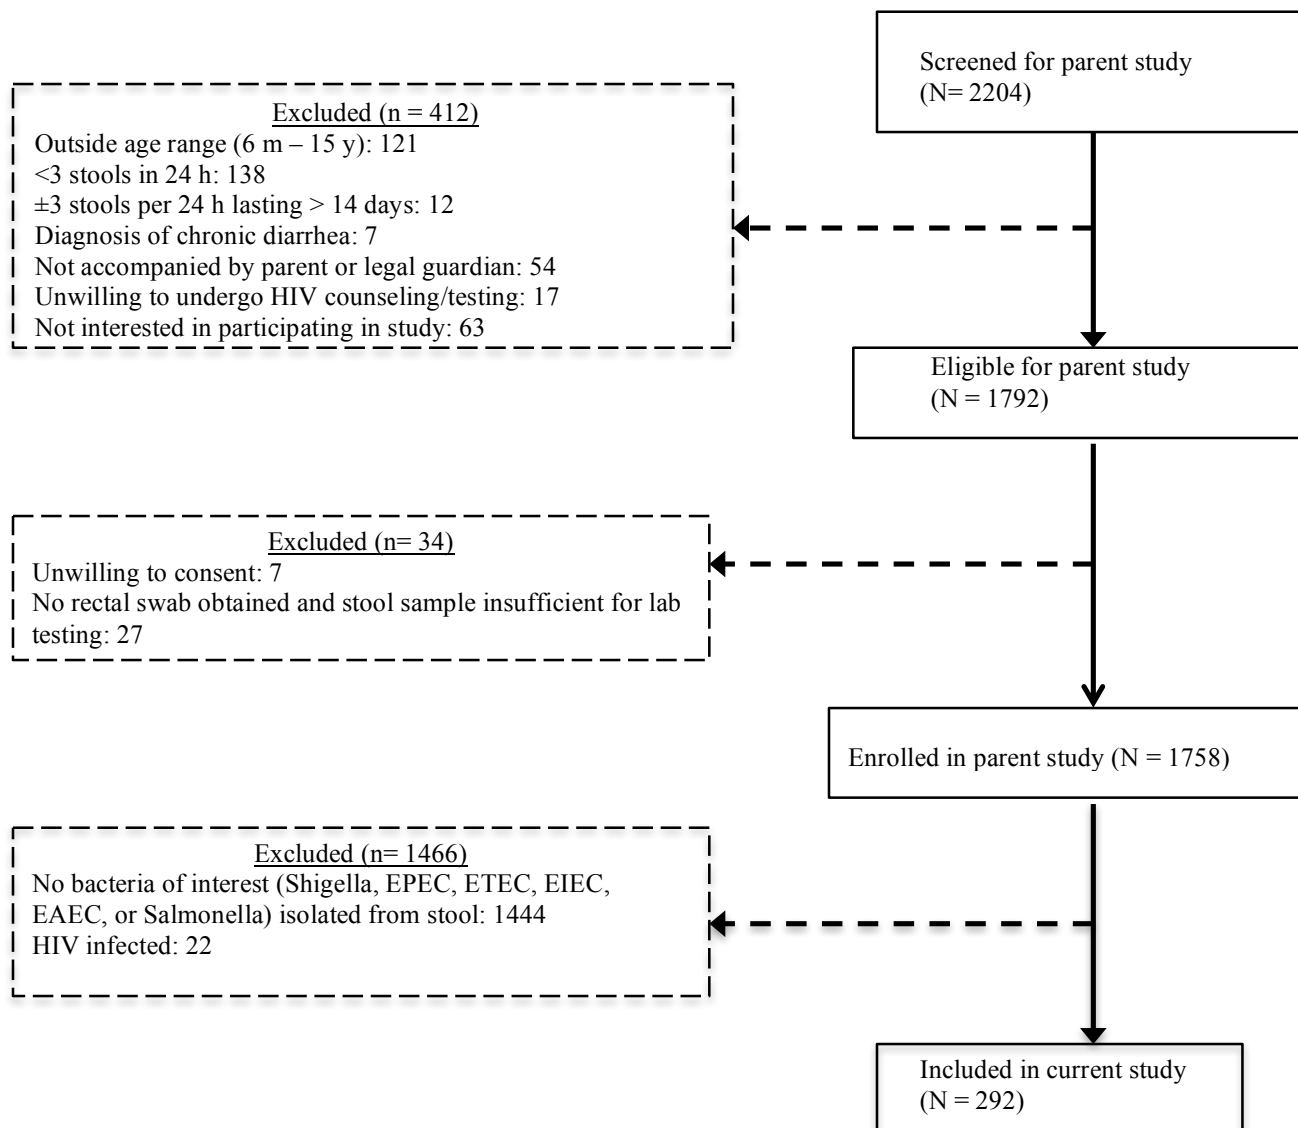 Screened for parent study
(N= 2204)
Excluded (n = 412)
Outside age range (6 m – 15 y): 121
<3 stools in 24 h: 138
±3 stools per 24 h lasting > 14 days: 12
Diagnosis of chronic diarrhea: 7
Not accompanied by parent or legal guardian: 54
Unwilling to undergo HIV counseling/testing: 17
Not interested in participating in study: 63
Eligible for parent study
(N = 1792)
Excluded (n= 34)
Unwilling to consent: 7
No rectal swab obtained and stool sample insufficient for lab
testing: 27
Enrolled in parent study (N = 1758)
Excluded (n= 1466)
No bacteria of interest (Shigella, EPEC, ETEC, EIEC,
EAEC, or Salmonella) isolated from stool: 1444
HIV infected: 22
Included in current study
(N = 292)